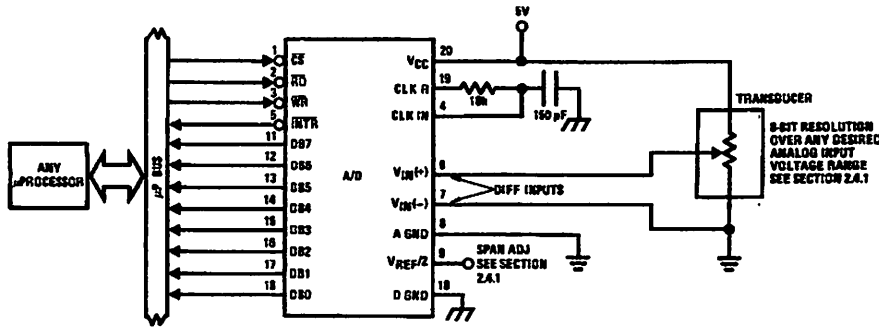 5V
1
CS
2
RD
3
WR
5
INTR
11
DB7
12
DB6
13
DB5
14
DB4
15
DB3
16
DB2
17
DB1
18
DB0
ANY
µPROCESSOR
µP BUS
A/D
20
VCC
19
CLK R
10k
4
CLK IN
150 pF
6
VIN(+)
DIFF INPUTS
7
VIN(–)
8
A GND
9
VREF/2
SPAN ADJ
SEE SECTION
2.4.1
10
D GND
TRANSDUCER
8-BIT RESOLUTION
OVER ANY DESIRED
ANALOG INPUT
VOLTAGE RANGE
SEE SECTION 2.4.1